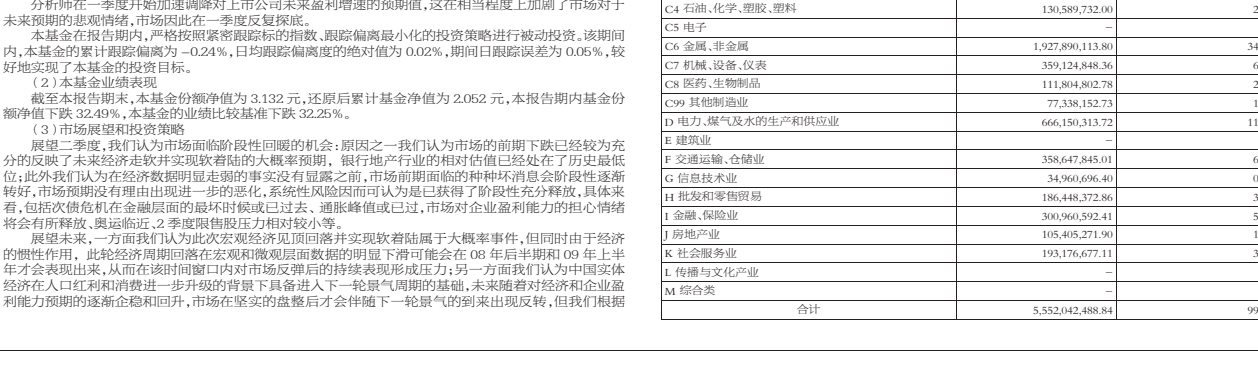 分析师在一季度开始加速调降对上市公司未来盈利增速的预期值,这在相当程度上加剧了市场对于
未来预期的悲观情绪,市场因此在一季度反复探底。
本基金在报告期内,严格按照紧密跟踪标的指数、跟踪偏离最小化的投资策略进行被动投资。该期间
内,本基金的累计跟踪偏离为 –0.24%,日均跟踪偏离度的绝对值为 0.02%,期间日跟踪误差为 0.05%,较
好地实现了本基金的投资目标。
(2)本基金业绩表现
截至本报告期末,本基金份额净值为 3.132 元,还原后累计基金净值为 2.052 元,本报告期内基金份
额净值下跌 32.49%,本基金的业绩比较基准下跌 32.25%。
(3)市场展望和投资策略
展望二季度,我们认为市场面临阶段性回暖的机会:原因之一我们认为市场的前期下跌已经较为充
分的反映了未来经济走软并实现软着陆的大概率预期, 银行地产行业的相对估值已经处在了历史最低
位;此外我们认为在经济数据明显走弱的事实没有显露之前,市场前期面临的种种坏消息会阶段性逐渐
转好,市场预期没有理由出现进一步的恶化,系统性风险因而可认为是已获得了阶段性充分释放,具体来
看,包括次债危机在金融层面的最坏时候或已过去、通胀峰值或已过,市场对企业盈利能力的担心情绪
将会有所释放、奥运临近、2 季度限售股压力相对较小等。
展望未来,一方面我们认为此次宏观经济见顶回落并实现软着陆属于大概率事件,但同时由于经济
的惯性作用, 此轮经济周期回落在宏观和微观层面数据的明显下滑可能会在 08 年后半期和 09 年上半
年才会表现出来,从而在该时间窗口内对市场反弹后的持续表现形成压力;另一方面我们认为中国实体
经济在人口红利和消费进一步升级的背景下具备进入下一轮景气周期的基础,未来随着对经济和企业盈
利能力预期的逐渐企稳和回升,市场在坚实的盘整后才会伴随下一轮景气的到来出现反转,但我们根据
C4 石油、化学、塑胶、塑料 130,589,732.00 2
C5 电子 –
C6 金属、非金属 1,927,890,113.80 34
C7 机械、设备、仪表 359,124,848.36 6
C8 医药、生物制品 111,804,802.78 2
C99 其他制造业 77,338,152.73 1
D 电力、煤气及水的生产和供应业 666,150,313.72 11
E 建筑业 –
F 交通运输、仓储业 358,647,845.01 6
G 信息技术业 34,960,696.40 0
H 批发和零售贸易 186,448,372.86 3
I 金融、保险业 300,960,592.41 5
J 房地产业 105,405,271.90 1
K 社会服务业 193,176,677.11 3
L 传播与文化产业 –
M 综合类 –
合计 5,552,042,488.84 99